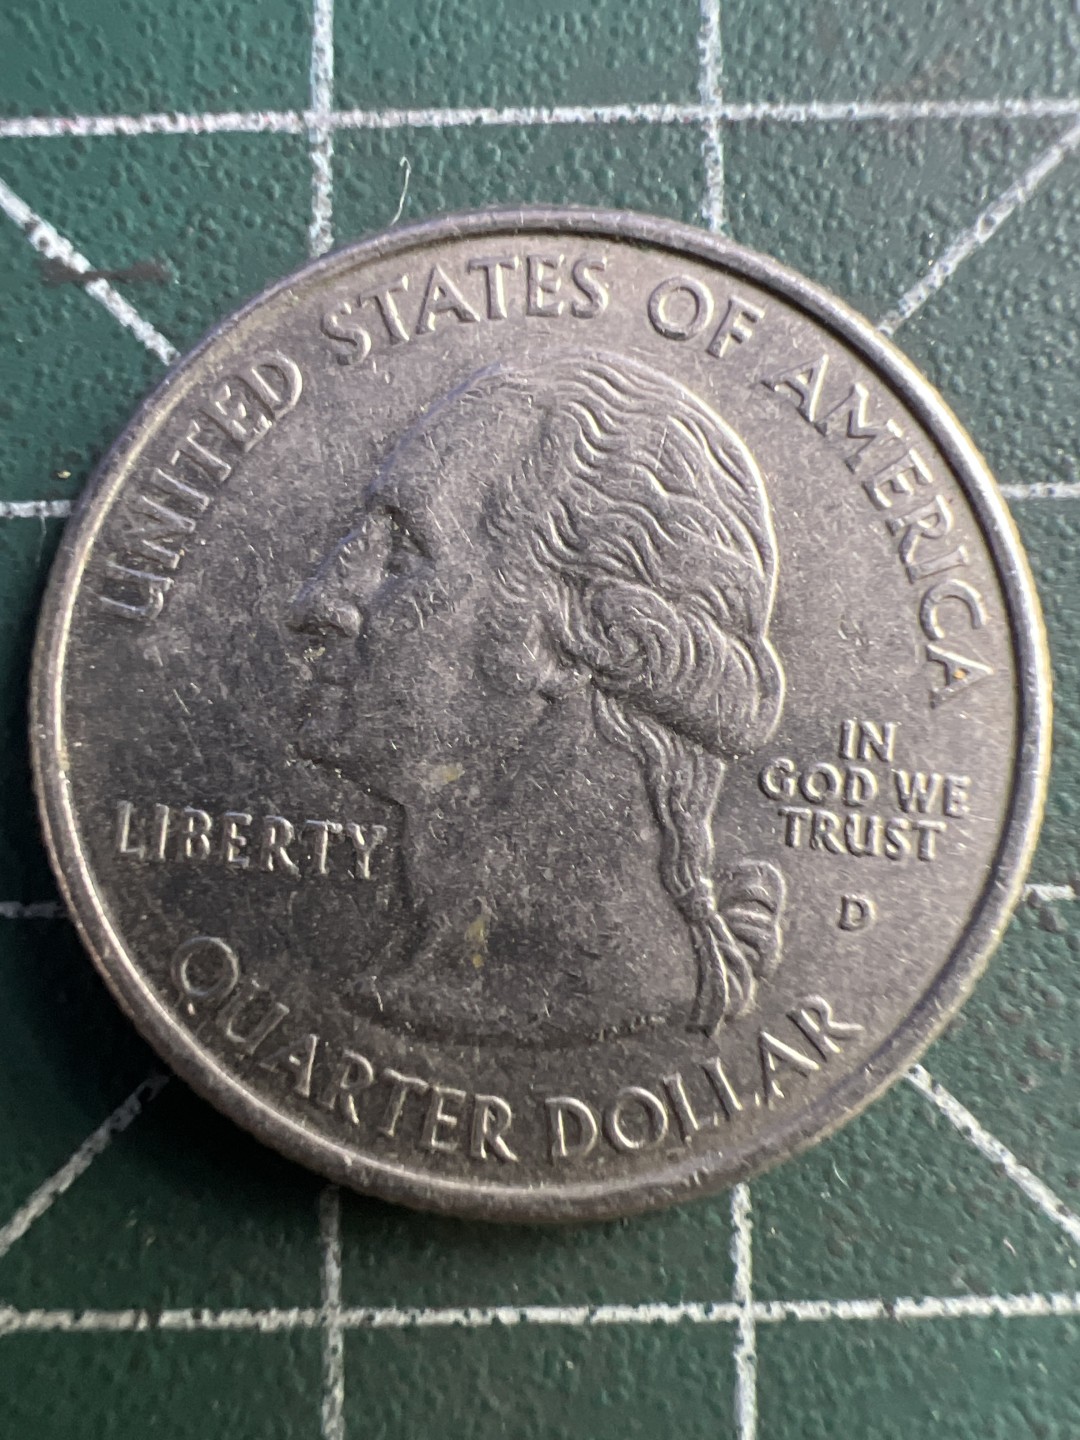 UNITED STATES OF AMERICA
LIBERTY
IN
GOD WE
TRUST
D
QUARTER DOLLAR